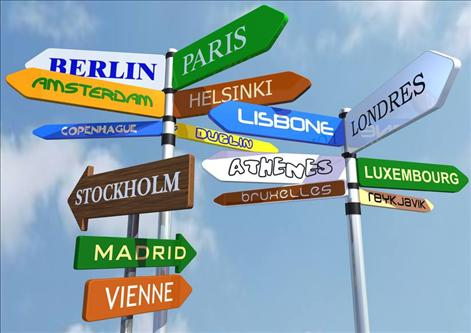 BERLIN
PARIS
AMSTERDAM
HELSINKI
COPENHAGUE
DUBLIN
STOCKHOLM
MADRID
VIENNE
LISBONE
LONDRES
ATHENES
LUXEMBOURG
BRUXELLES
REYKJAVIK